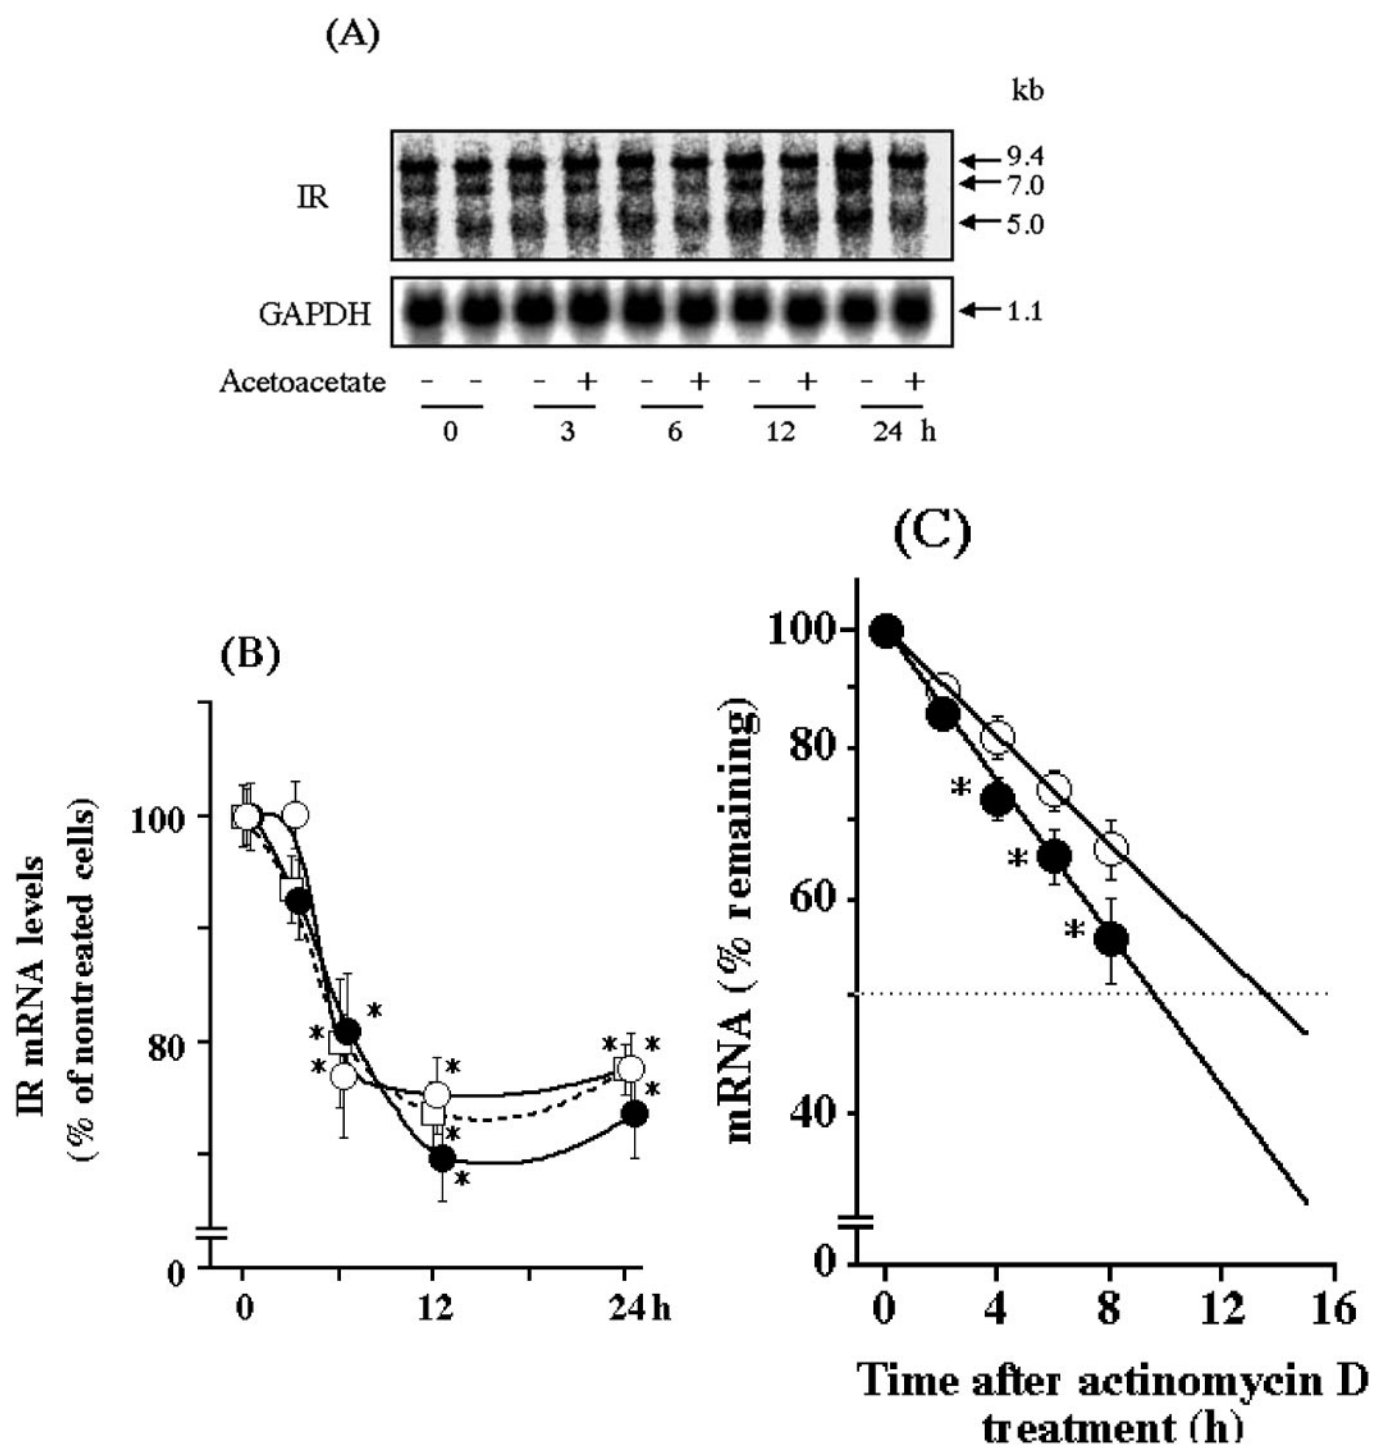 (A)
kb
IR
9.4
7.0
5.0
GAPDH
1.1
Acetoacetate - - - + - + - + - +
0 3 6 12 24 h
(B)
IR mRNA levels
(% of nontreated cells)
100
80
0
0 12 24 h
* * * * * * * * *
(C)
mRNA (% remaining)
100
80
60
40
0
* * *
0 4 8 12 16
Time after actinomycin D
treatment (h)